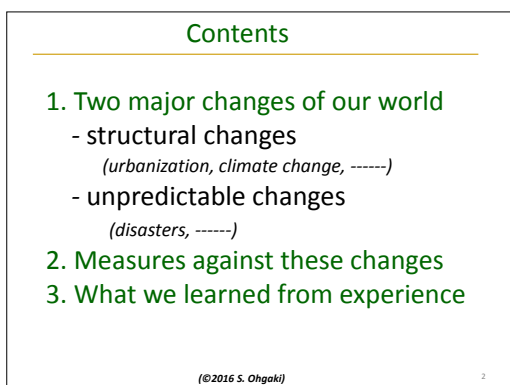 Contents
1. Two major changes of our world
- structural changes
(urbanization, climate change, ------)
- unpredictable changes
(disasters, ------)
2. Measures against these changes
3. What we learned from experience
(©2016 S. Ohgaki)
2